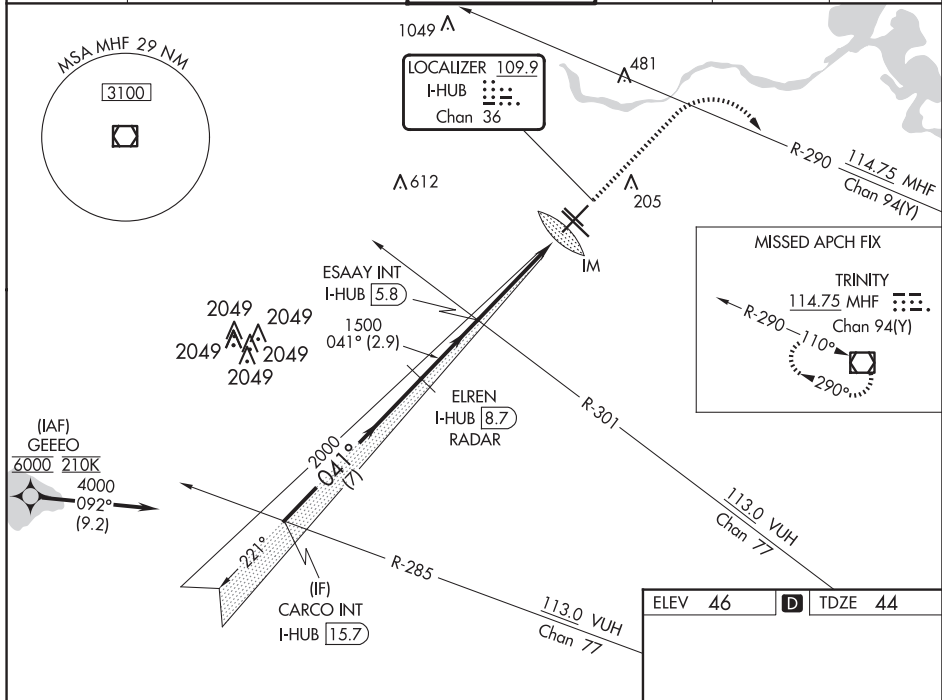 MSA MHF 29 NM
3100
1049
LOCALIZER 109.9
I-HUB
Chan 36
481
R-290
114.75 MHF
Chan 94(Y)
612
205
IM
ESAAY INT
I-HUB 5.8
1500
041° (2.9)
2049
2049
2049
2049
2049
ELREN
I-HUB 8.7
RADAR
MISSED APCH FIX
TRINITY
114.75 MHF
Chan 94(Y)
R-290
110°
290°
R-301
113.0 VUH
Chan 77
(IAF)
GEEEO
6000 210K
4000
092°
(9.2)
2000
041°
(7)
221°
(IF)
CARCO INT
I-HUB 15.7
R-285
113.0 VUH
Chan 77
ELEV 46 D TDZE 44